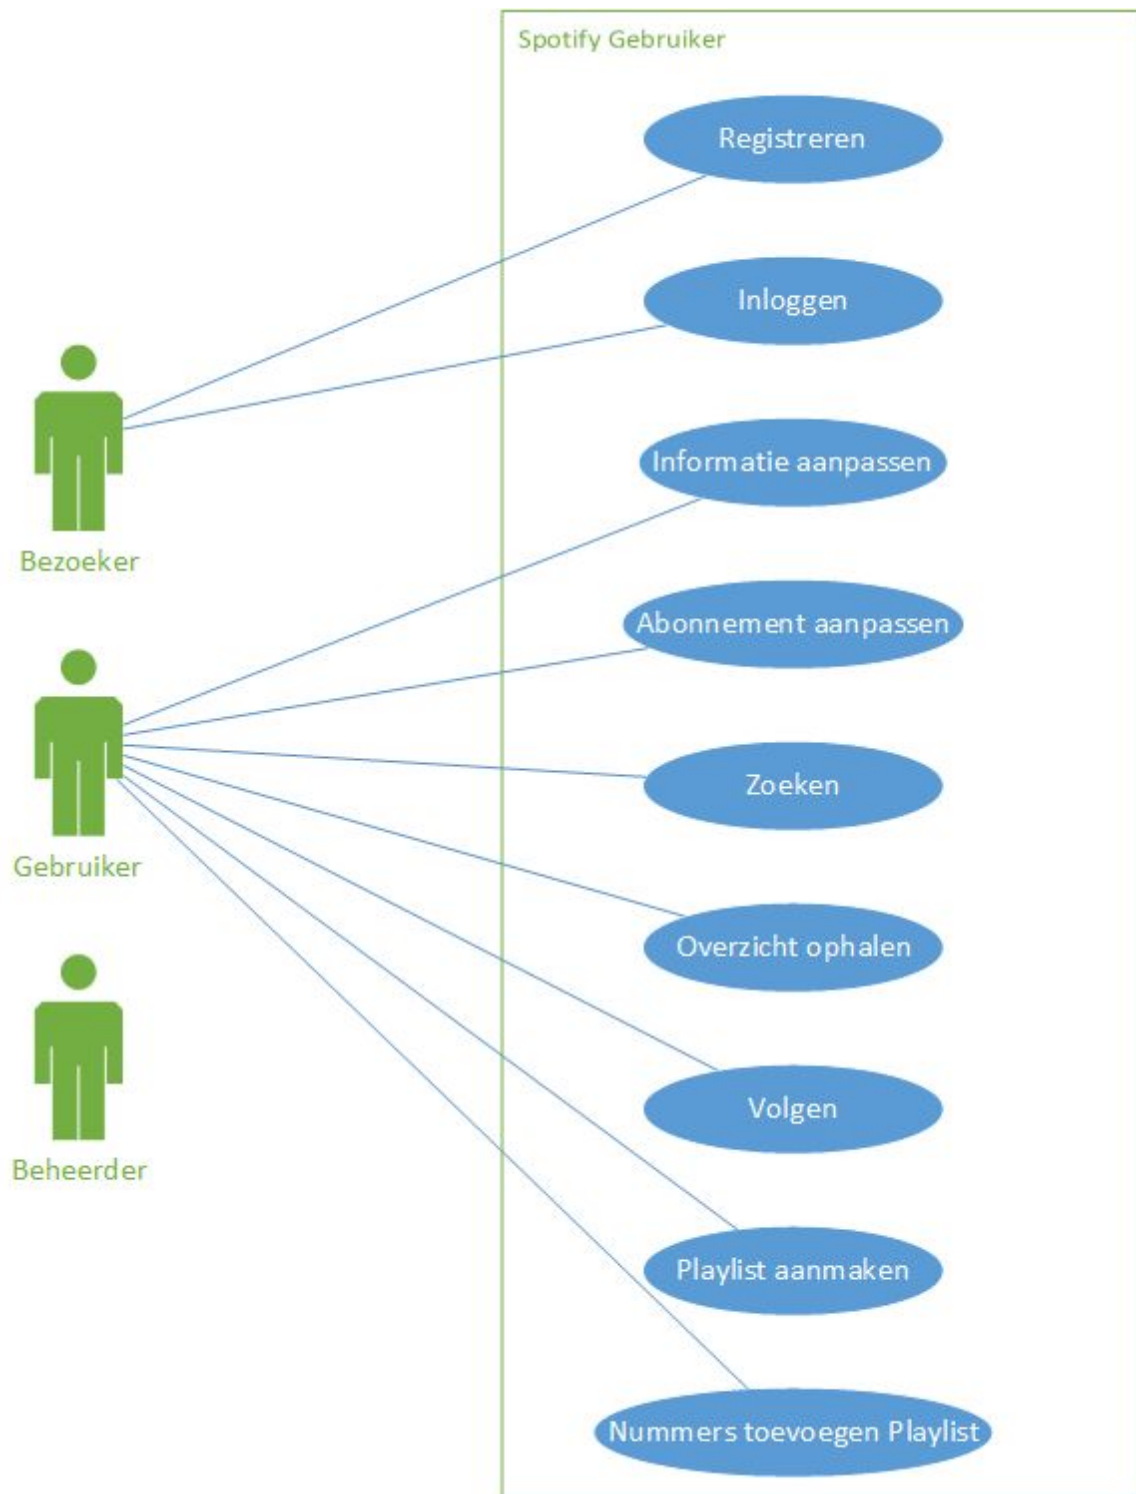 Spotify Gebruiker
Registreren
Inloggen
Informatie aanpassen
Bezoeker
Abonnement aanpassen
Zoeken
Gebruiker
Overzicht ophalen
Volgen
Beheerder
Playlist aanmaken
Nummers toevoegen Playlist